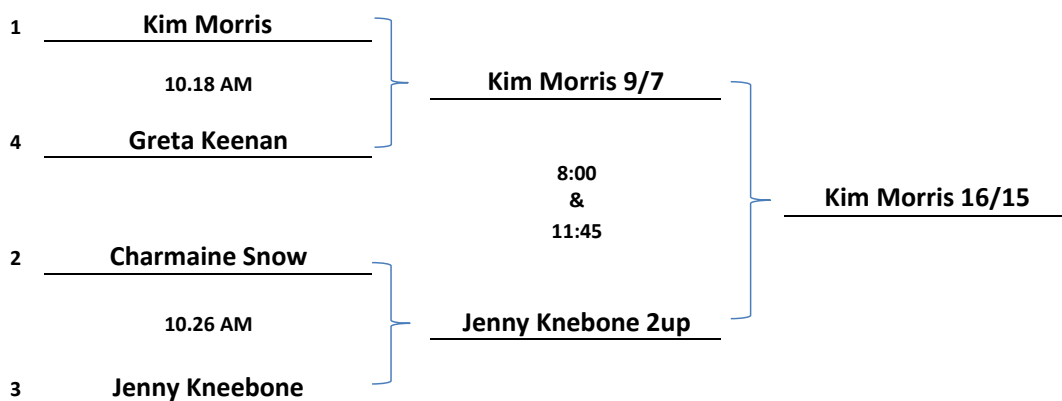 1 Kim Morris
10.18 AM
Kim Morris 9/7
4 Greta Keenan
8:00
&
11:45
Kim Morris 16/15
2 Charmaine Snow
10.26 AM
Jenny Knebone 2up
3 Jenny Kneebone